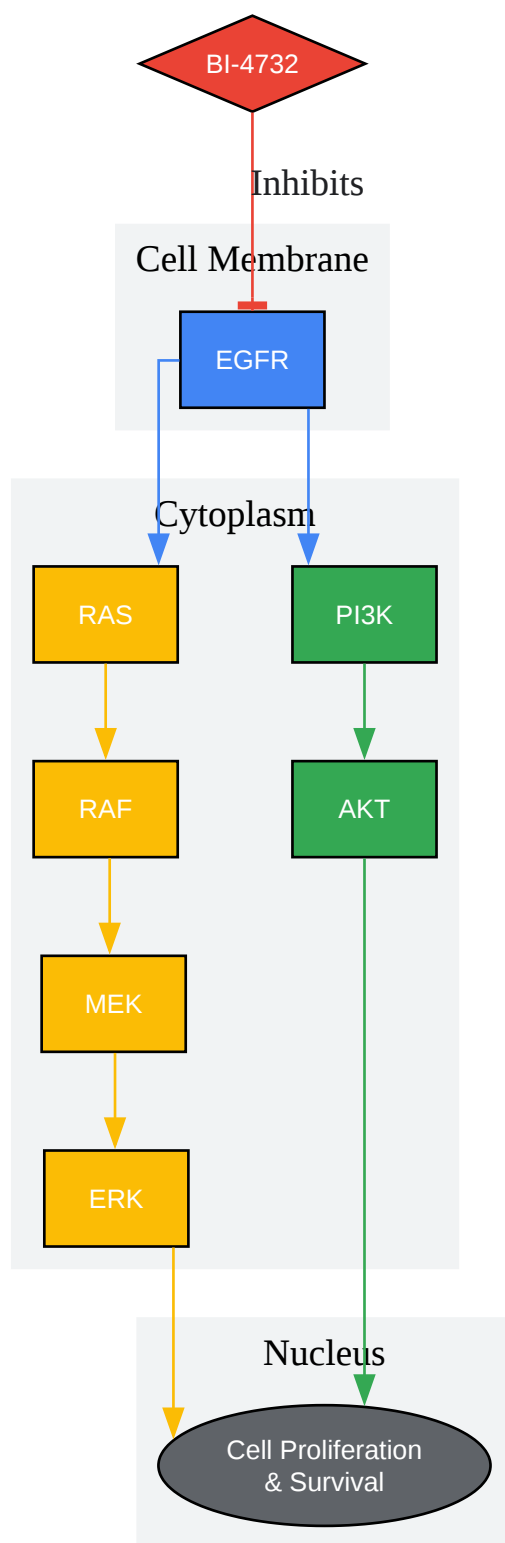 BI-4732
Inhibits
Cell Membrane
EGFR
Cytoplasm
RAS
PI3K
RAF
AKT
MEK
ERK
Nucleus
Cell Proliferation
& Survival